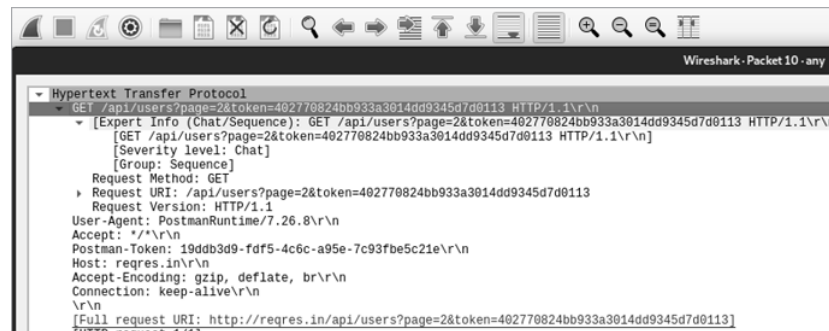 Wireshark · Packet 10 · any
Hypertext Transfer Protocol
GET /api/users?page=2&token=402770824bb933a3014dd9345d7d0113 HTTP/1.1\r\n
[Expert Info (Chat/Sequence): GET /api/users?page=2&token=402770824bb933a3014dd9345d7d0113 HTTP/1.1\r\n
[GET /api/users?page=2&token=402770824bb933a3014dd9345d7d0113 HTTP/1.1\r\n]
[Severity level: Chat]
[Group: Sequence]
Request Method: GET
Request URI: /api/users?page=2&token=402770824bb933a3014dd9345d7d0113
Request Version: HTTP/1.1
User-Agent: PostmanRuntime/7.26.8\r\n
Accept: */*\r\n
Postman-Token: 19ddb3d9-fdf5-4c6c-a95e-7c93fbe5c21e\r\n
Host: reqres.in\r\n
Accept-Encoding: gzip, deflate, br\r\n
Connection: keep-alive\r\n
\r\n
[Full request URI: http://reqres.in/api/users?page=2&token=402770824bb933a3014dd9345d7d0113]
[HTTP request 1/1]